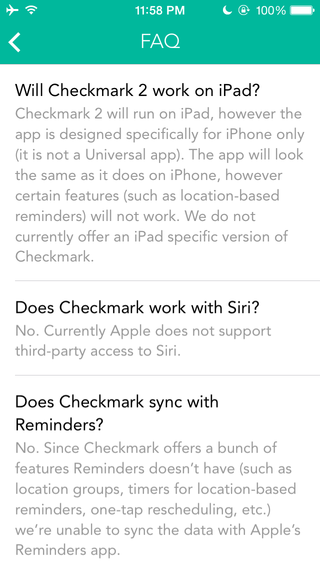 11:58 PM
100%
FAQ
Will Checkmark 2 work on iPad?
Checkmark 2 will run on iPad, however the
app is designed specifically for iPhone only
(it is not a Universal app). The app will look
the same as it does on iPhone, however
certain features (such as location-based
reminders) will not work. We do not
currently offer an iPad specific version of
Checkmark.
Does Checkmark work with Siri?
No. Currently Apple does not support
third-party access to Siri.
Does Checkmark sync with
Reminders?
No. Since Checkmark offers a bunch of
features Reminders doesn't have (such as
location groups, timers for location-based
reminders, one-tap rescheduling, etc.)
we're unable to sync the data with Apple's
Reminders app.